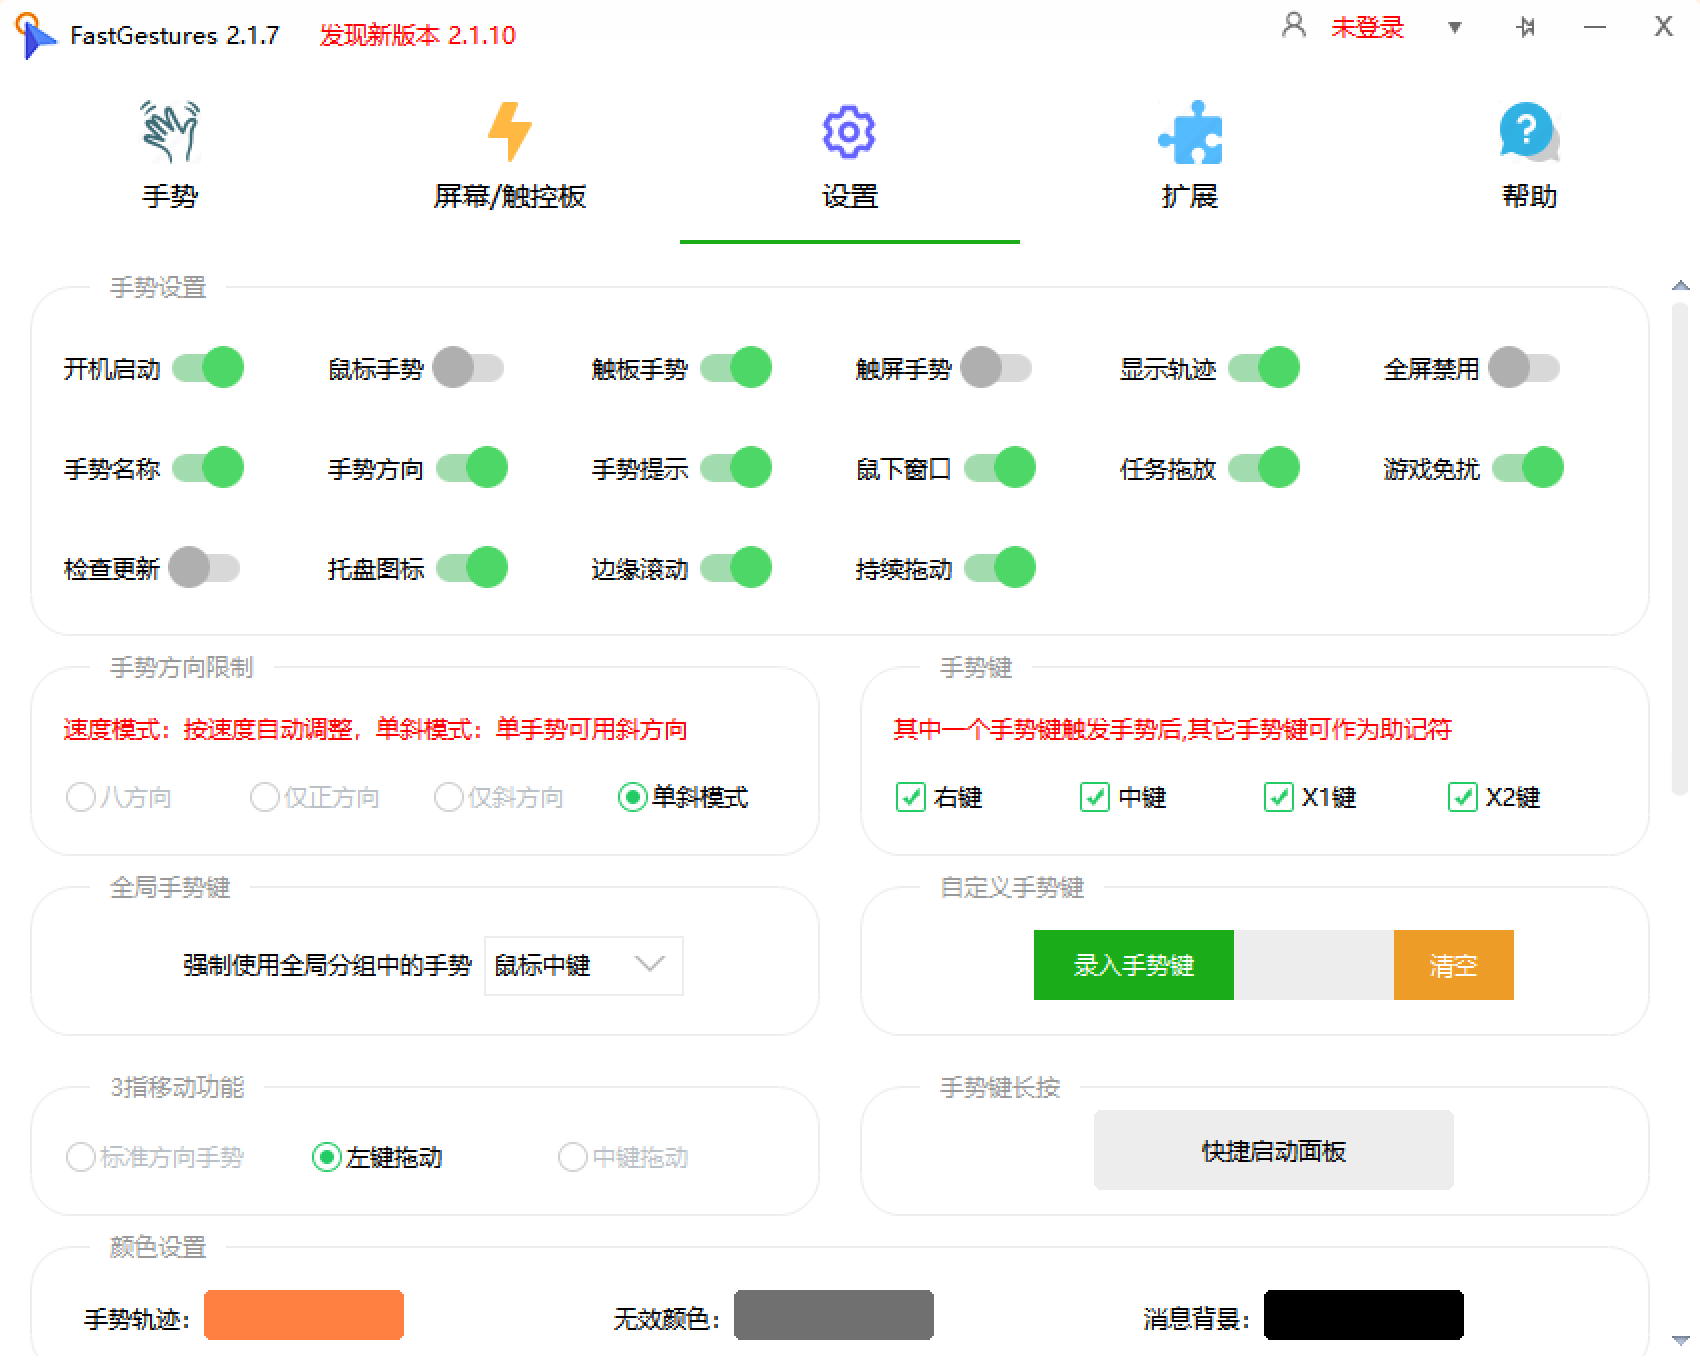 FastGestures 2.1.7 发现新版本 2.1.10 未登录
手势 屏幕/触控板 设置 扩展 帮助
手势设置
开机启动 鼠标手势 触板手势 触屏手势 显示轨迹 全屏禁用
手势名称 手势方向 手势提示 鼠下窗口 任务拖放 游戏免扰
检查更新 托盘图标 边缘滚动 持续拖动
手势方向限制
速度模式：按速度自动调整，单斜模式：单手势可用斜方向
八方向 仅正方向 仅斜方向 单斜模式
手势键
其中一个手势键触发手势后,其它手势键可作为助记符
右键 中键 X1键 X2键
全局手势键
强制使用全局分组中的手势 鼠标中键
自定义手势键
录入手势键 清空
3指移动功能
标准方向手势 左键拖动 中键拖动
手势键长按
快捷启动面板
颜色设置
手势轨迹： 无效颜色： 消息背景：